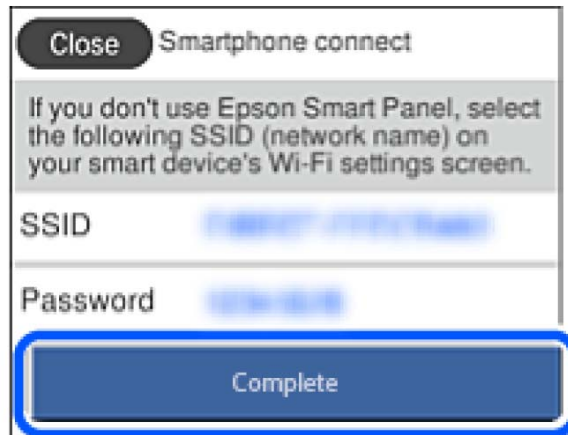 Close Smartphone connect
If you don't use Epson Smart Panel, select
the following SSID (network name) on
your smart device's Wi-Fi settings screen.
SSID
Password
Complete